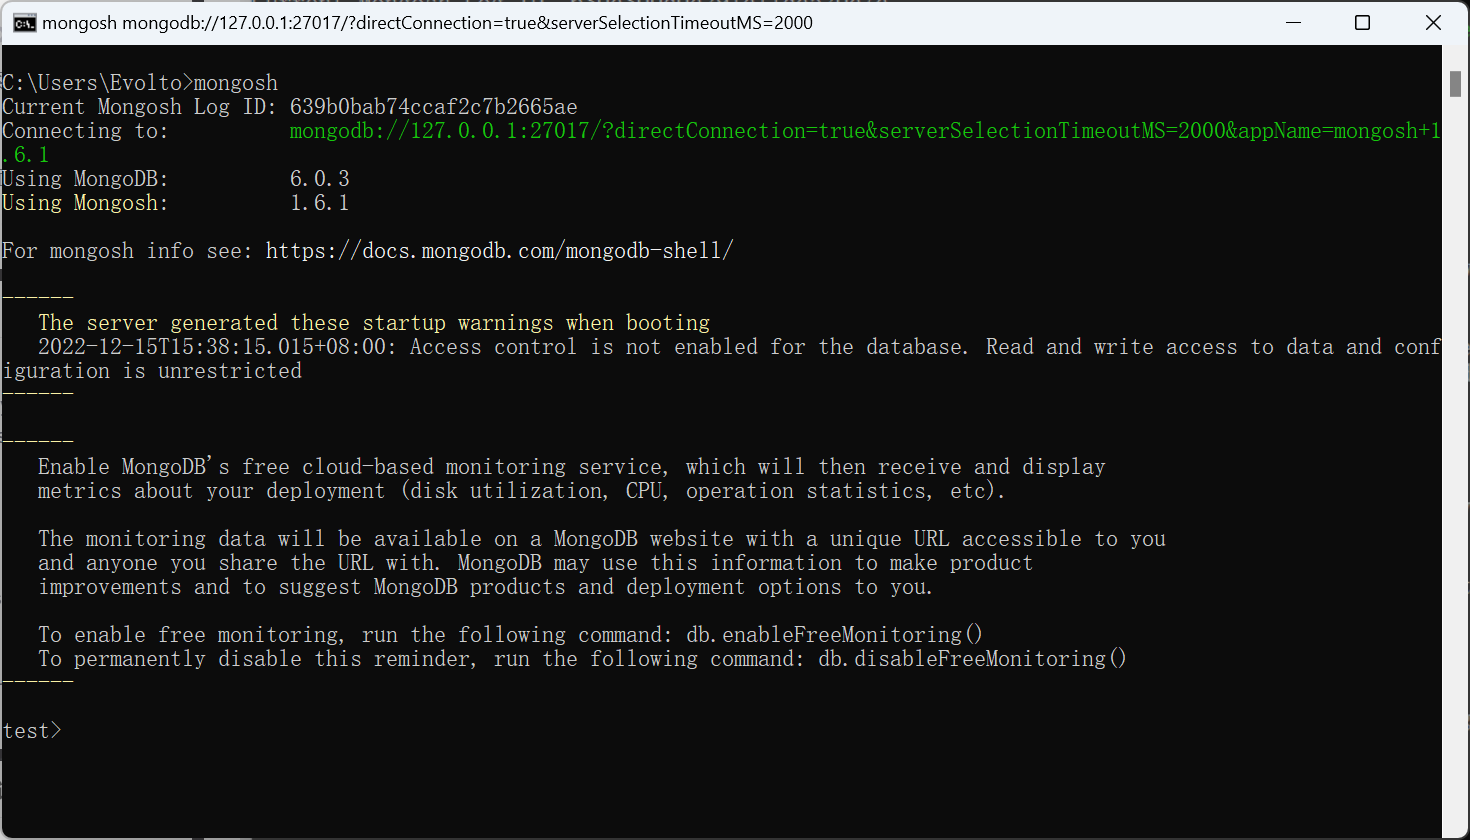 mongosh mongodb://127.0.0.1:27017/?directConnection=true&serverSelectionTimeoutMS=2000
C:\Users\Evolto>mongosh
Current Mongosh Log ID: 639b0bab74ccaf2c7b2665ae
Connecting to: mongodb://127.0.0.1:27017/?directConnection=true&serverSelectionTimeoutMS=2000&appName=mongosh+1
.6.1
Using MongoDB: 6.0.3
Using Mongosh: 1.6.1
For mongosh info see: https://docs.mongodb.com/mongodb-shell/
------
The server generated these startup warnings when booting
2022-12-15T15:38:15.015+08:00: Access control is not enabled for the database. Read and write access to data and conf
iguration is unrestricted
------
------
Enable MongoDB's free cloud-based monitoring service, which will then receive and display
metrics about your deployment (disk utilization, CPU, operation statistics, etc).
The monitoring data will be available on a MongoDB website with a unique URL accessible to you
and anyone you share the URL with. MongoDB may use this information to make product
improvements and to suggest MongoDB products and deployment options to you.
To enable free monitoring, run the following command: db.enableFreeMonitoring()
To permanently disable this reminder, run the following command: db.disableFreeMonitoring()
------
test>